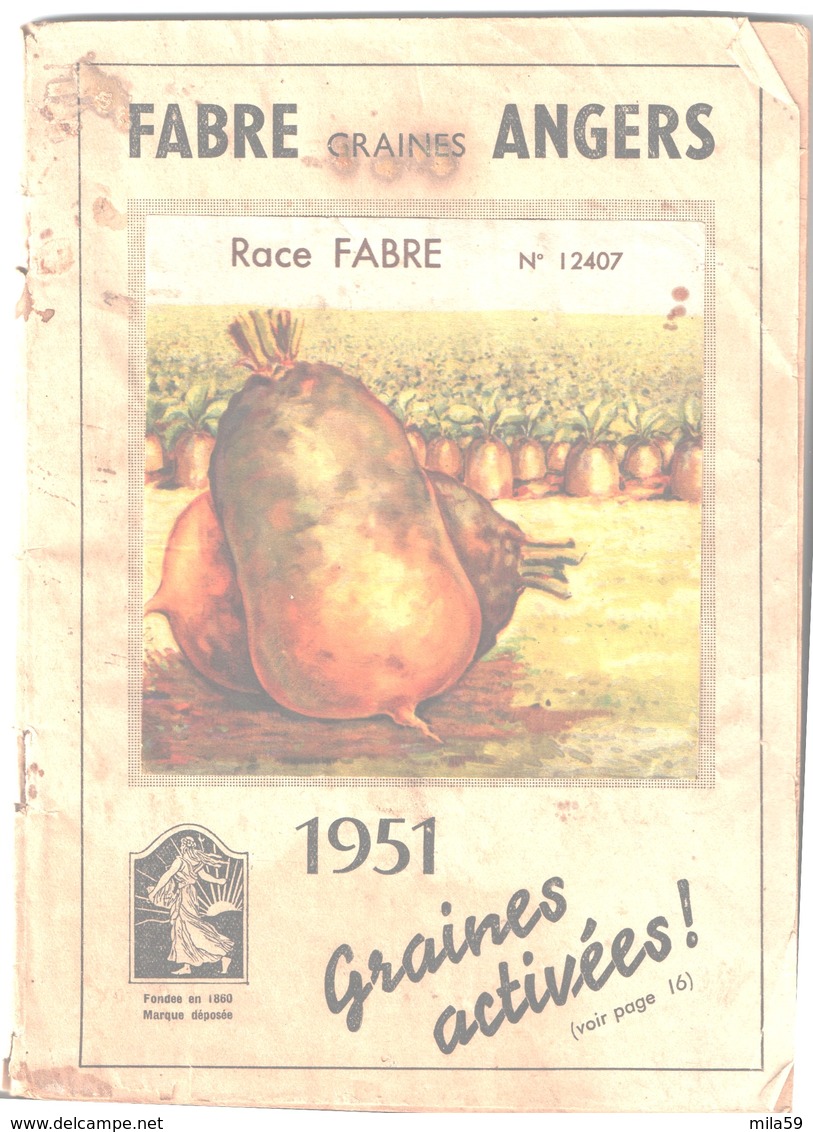 FABRE GRAINES ANGERS
Race FABRE N° 12407
1951
Graines
activées!
(voir page 16)
Fondee en 1860
Marque déposée
www.delcampe.net
mila59